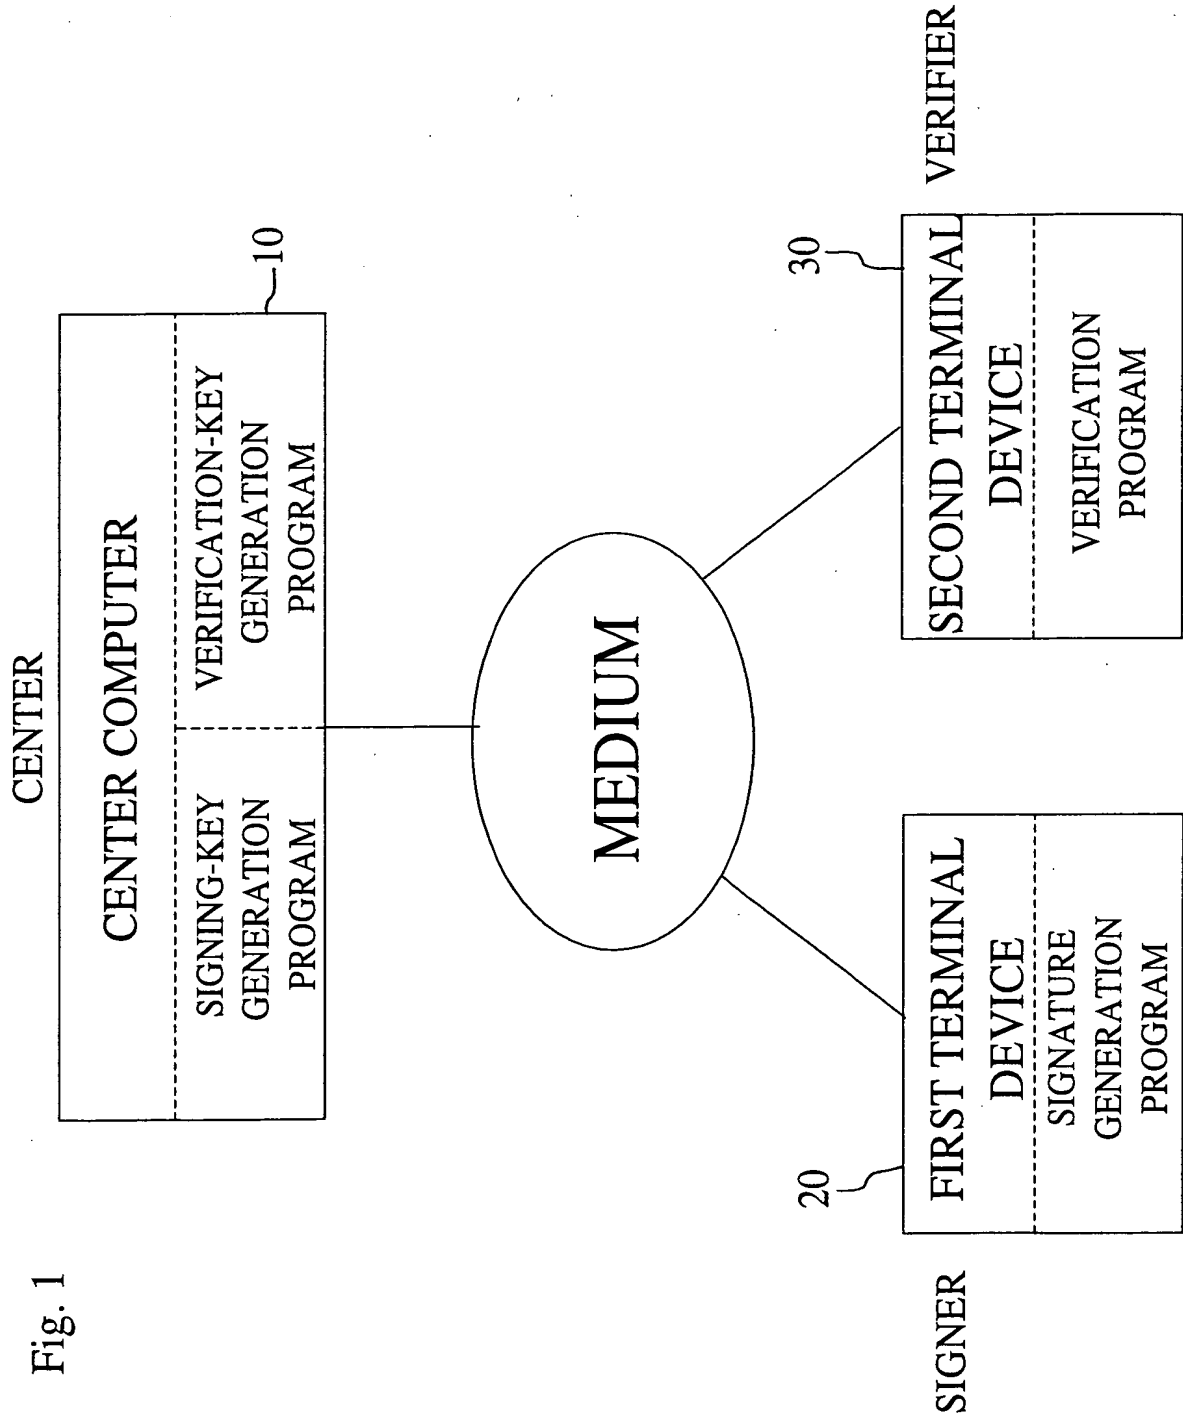 Fig. 1
CENTER
CENTER COMPUTER
SIGNING-KEY
GENERATION
PROGRAM
VERIFICATION-KEY
GENERATION
PROGRAM
10
MEDIUM
20
30
SIGNER
FIRST TERMINAL
DEVICE
SIGNATURE
GENERATION
PROGRAM
SECOND TERMINAL
DEVICE
VERIFICATION
PROGRAM
VERIFIER